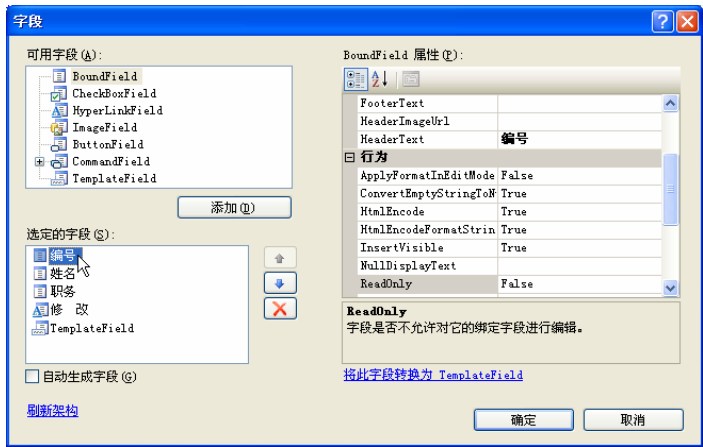 字段
可用字段(A):
BoundField
CheckBoxField
HyperLinkField
ImageField
ButtonField
CommandField
TemplateField
添加(D)
选定的字段(S):
编号
姓名
职务
修 改
TemplateField
自动生成字段(G)
刷新架构
BoundField 属性(P):
FooterText
HeaderImageUrl
HeaderText 编号
行为
ApplyFormatInEditMode False
ConvertEmptyStringToN True
HtmlEncode True
HtmlEncodeFormatStrin True
InsertVisible True
NullDisplayText
ReadOnly False
ReadOnly
字段是否不允许对它的绑定字段进行编辑。
将此字段转换为 TemplateField
确定
取消